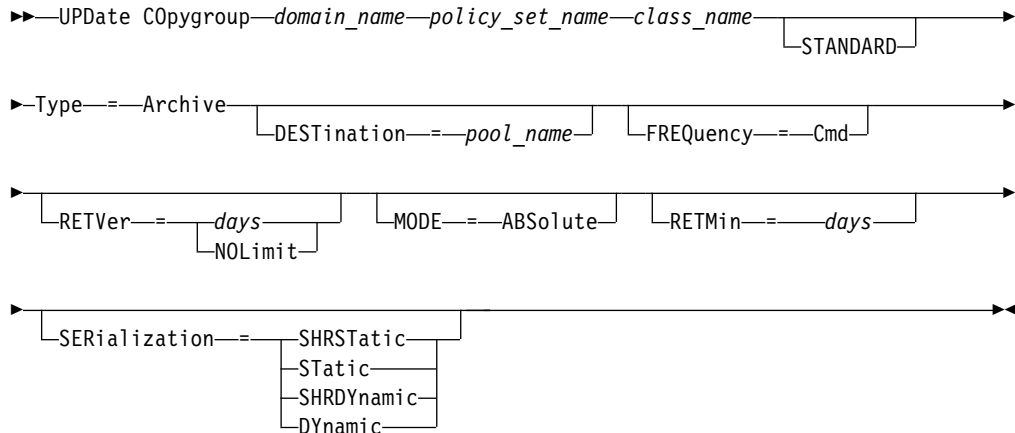 UPDate COpygroup domain_name policy_set_name class_name
STANDARD
Type = Archive
DESTination = pool_name
FREQuency = Cmd
RETVer = days
NOLimit
MODE = ABSolute
RETMin = days
SERialization = SHRSTatic
STatic
SHRDYnamic
DYnamic